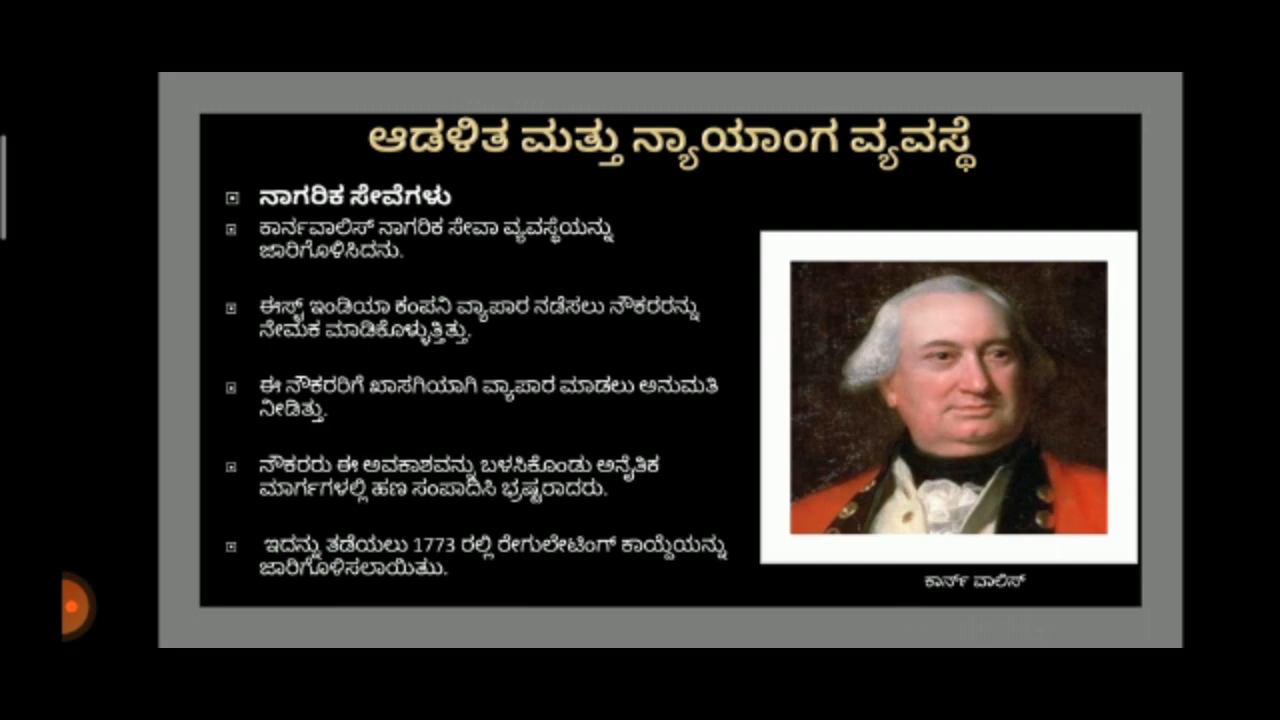 ಆಡಳಿತ ಮತ್ತು ನ್ಯಾಯಾಂಗ ವ್ಯವಸ್ಥೆ
ನಾಗರಿಕ ಸೇವೆಗಳು
ಕಾರ್ನವಾಲಿಸ್ ನಾಗರಿಕ ಸೇವಾ ವ್ಯವಸ್ಥೆಯನ್ನು
ಜಾರಿಗೊಳಿಸಿದನು.
ಈಸ್ಟ್ ಇಂಡಿಯಾ ಕಂಪನಿ ವ್ಯಾಪಾರ ನಡೆಸಲು ನೌಕರರನ್ನು
ನೇಮಕ ಮಾಡಿಕೊಳ್ಳುತ್ತಿತ್ತು.
ಈ ನೌಕರರಿಗೆ ಖಾಸಗಿಯಾಗಿ ವ್ಯಾಪಾರ ಮಾಡಲು ಅನುಮತಿ
ನೀಡಿತ್ತು.
ನೌಕರರು ಈ ಅವಕಾಶವನ್ನು ಬಳಸಿಕೊಂಡು ಅನೈತಿಕ
ಮಾರ್ಗಗಳಲ್ಲಿ ಹಣ ಸಂಪಾದಿಸಿ ಭ್ರಷ್ಟರಾದರು.
ಇದನ್ನು ತಡೆಯಲು 1773 ರಲ್ಲಿ ರೇಗುಲೇಟಿಂಗ್ ಕಾಯ್ದೆಯನ್ನು
ಜಾರಿಗೊಳಿಸಲಾಯಿತುು.
ಕಾರ್ನ್ ವಾಲಿಸ್